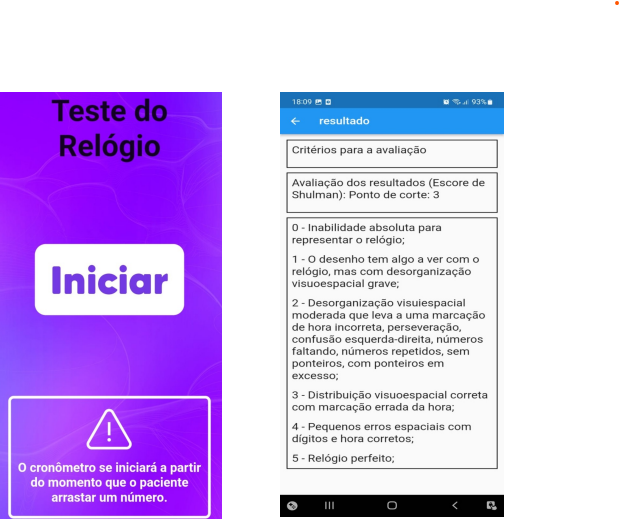 Teste do
Relógio
Iniciar
O cronômetro se iniciará a partir
do momento que o paciente
arrastar um número.
18:09
93%
resultado
Critérios para a avaliação
Avaliação dos resultados (Escore de
Shulman): Ponto de corte: 3
0 - Inabilidade absoluta para
representar o relógio;
1 - O desenho tem algo a ver com o
relógio, mas com desorganização
visuoespacial grave;
2 - Desorganização visuiespacial
moderada que leva a uma marcação
de hora incorreta, perseveração,
confusão esquerda-direita, números
faltando, números repetidos, sem
ponteiros, com ponteiros em
excesso;
3 - Distribuição visuoespacial correta
com marcação errada da hora;
4 - Pequenos erros espaciais com
dígitos e hora corretos;
5 - Relógio perfeito;